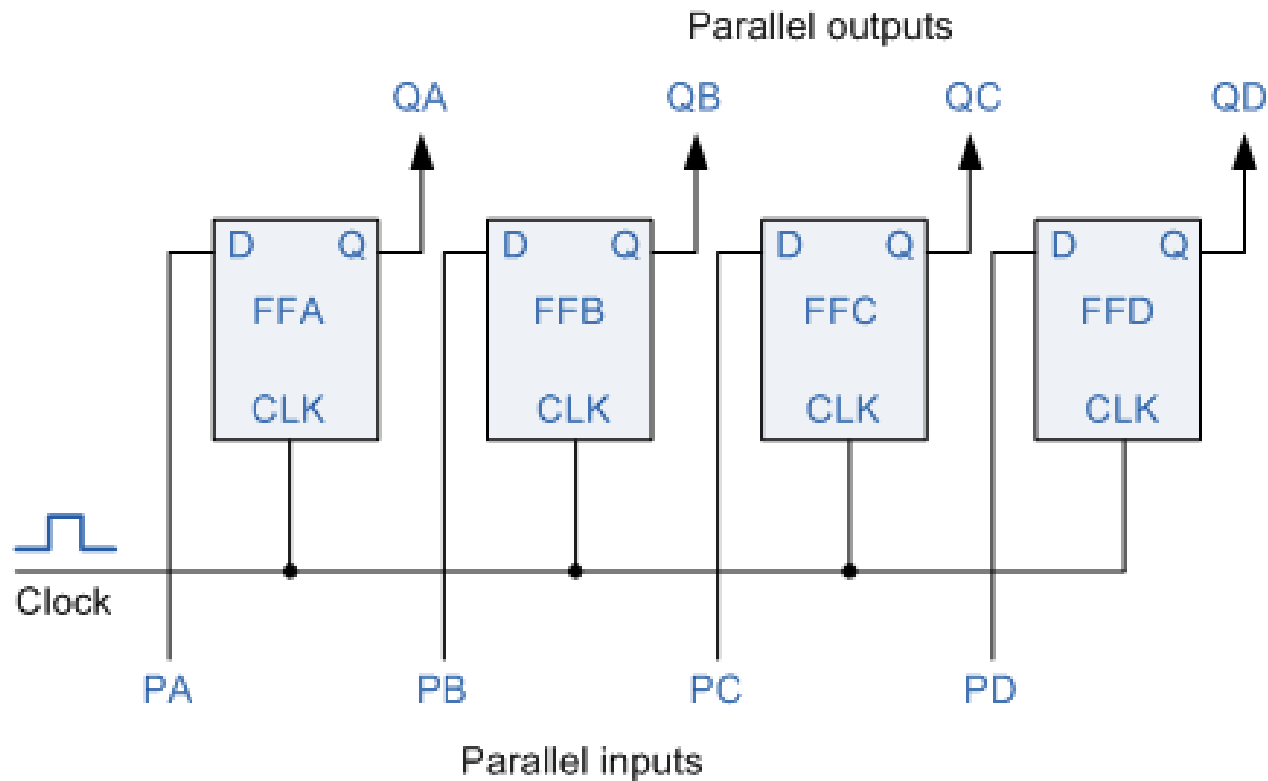 Parallel outputs
QA QB QC QD
D Q D Q D Q D Q
FFA FFB FFC FFD
CLK CLK CLK CLK
Clock
PA PB PC PD
Parallel inputs